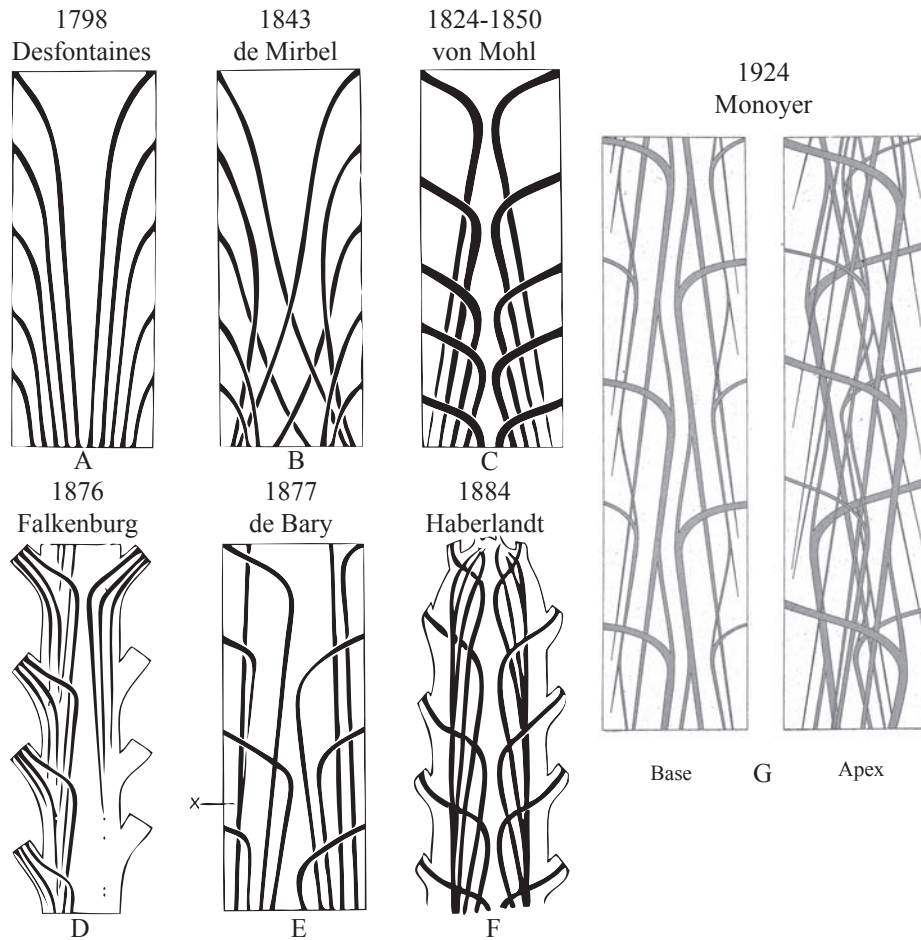 1798
Desfontaines
1843
de Mirbel
1824-1850
von Mohl
1924
Monoyer
A
B
C
1876
Falkenburg
1877
de Bary
1884
Haberlandt
x
Base
G
Apex
D
E
F